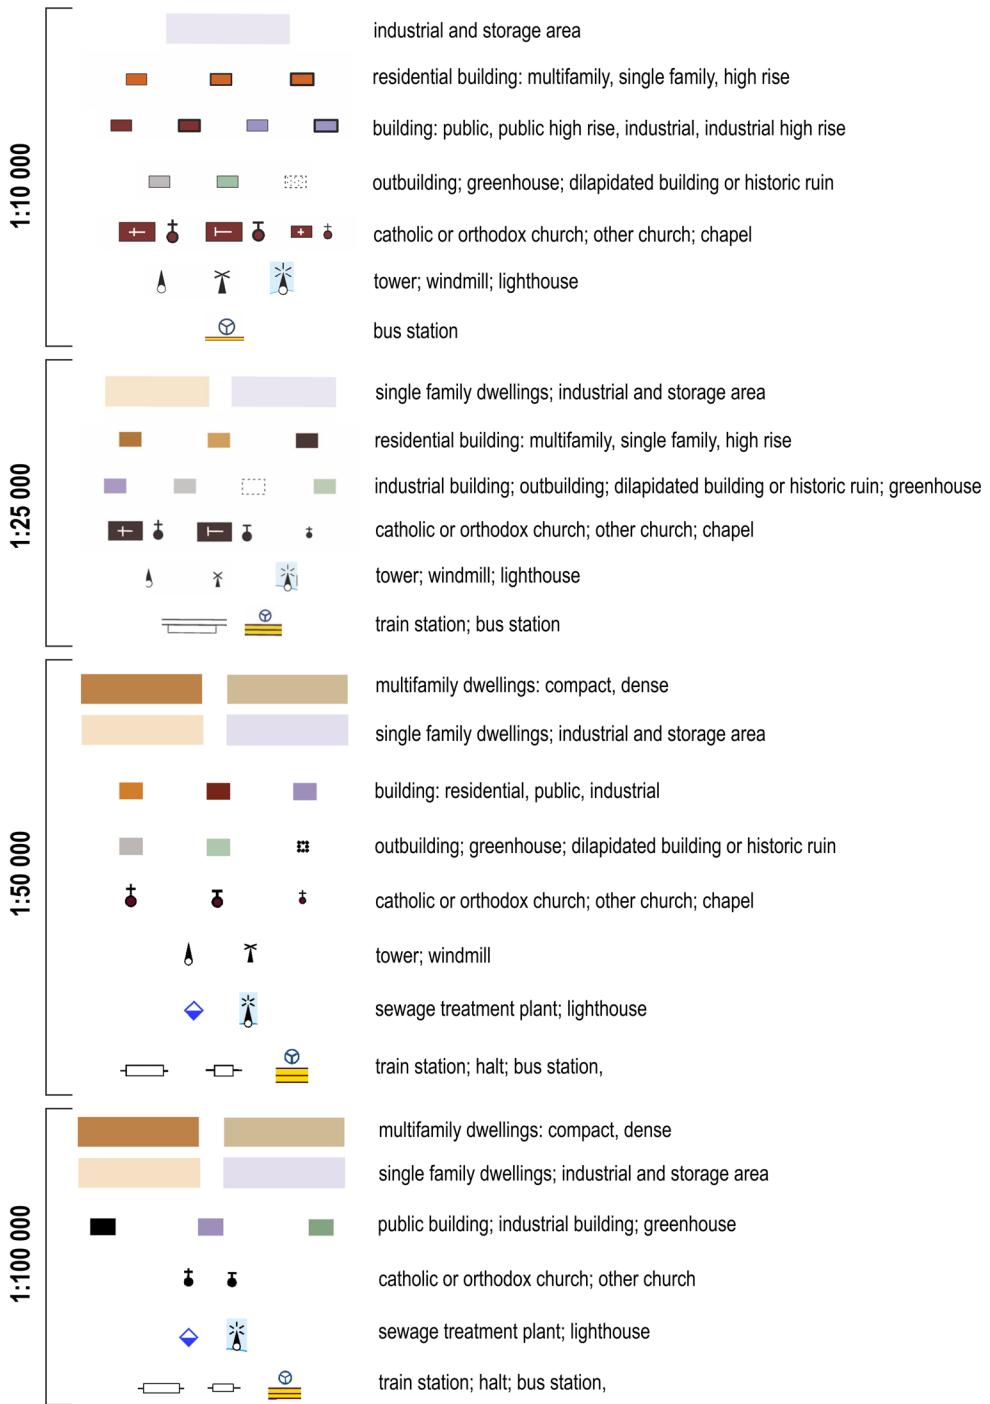 1:10 000
industrial and storage area
residential building: multifamily, single family, high rise
building: public, public high rise, industrial, industrial high rise
outbuilding; greenhouse; dilapidated building or historic ruin
catholic or orthodox church; other church; chapel
tower; windmill; lighthouse
bus station
1:25 000
single family dwellings; industrial and storage area
residential building: multifamily, single family, high rise
industrial building; outbuilding; dilapidated building or historic ruin; greenhouse
catholic or orthodox church; other church; chapel
tower; windmill; lighthouse
train station; bus station
1:50 000
multifamily dwellings: compact, dense
single family dwellings; industrial and storage area
building: residential, public, industrial
outbuilding; greenhouse; dilapidated building or historic ruin
catholic or orthodox church; other church; chapel
tower; windmill
sewage treatment plant; lighthouse
train station; halt; bus station,
1:100 000
multifamily dwellings: compact, dense
single family dwellings; industrial and storage area
public building; industrial building; greenhouse
catholic or orthodox church; other church
sewage treatment plant; lighthouse
train station; halt; bus station,